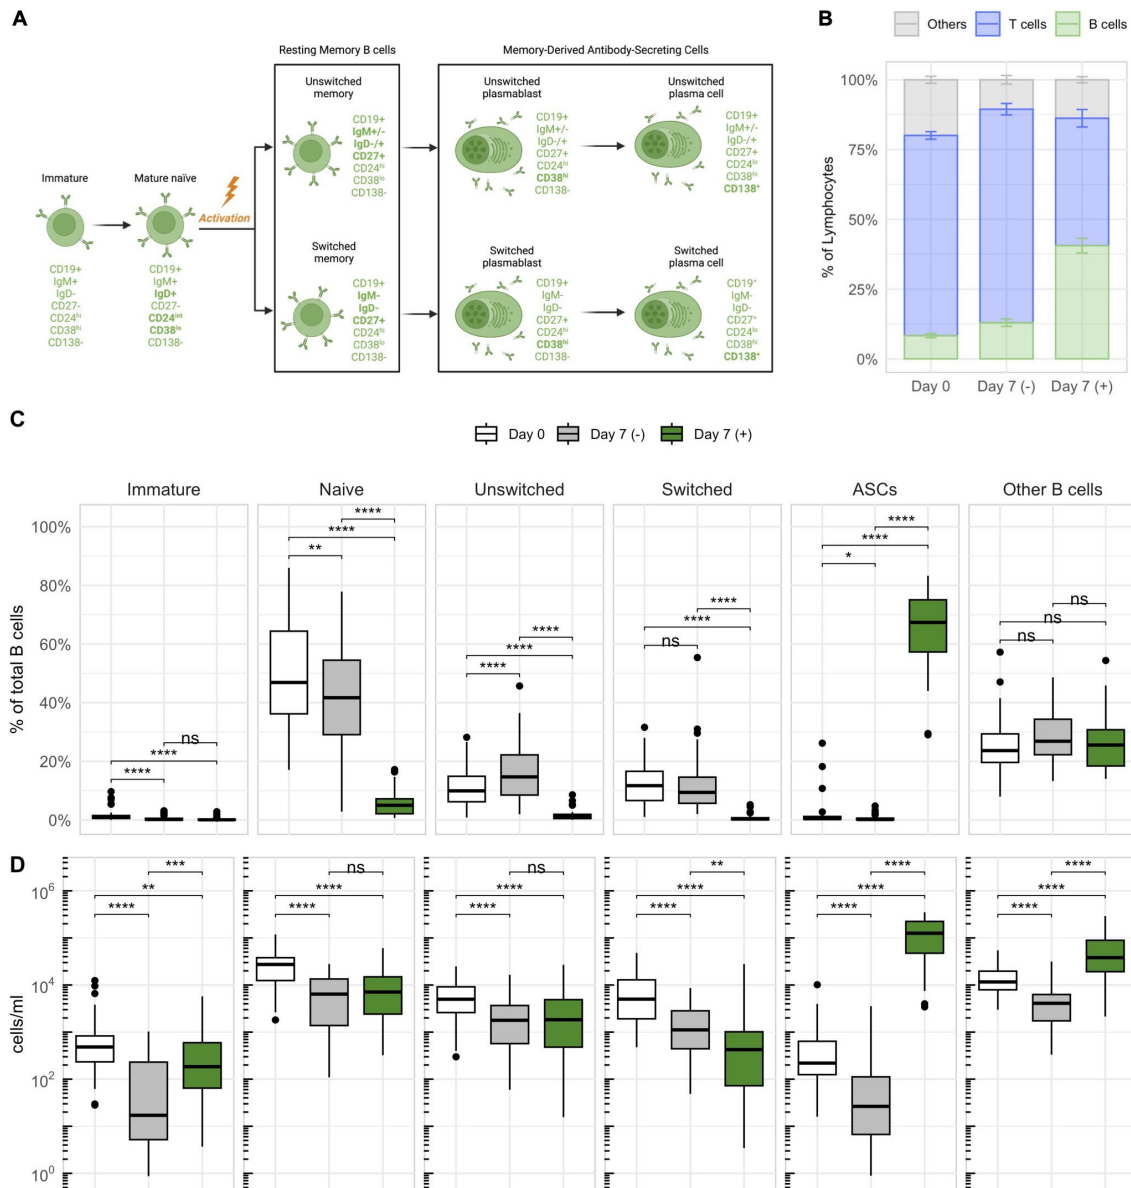 A
Resting Memory B cells
Memory-Derived Antibody-Secreting Cells
Unswitched
memory
CD19+
IgM+/-
IgD-/+
CD27+
CD24hi
CD38lo
CD138-
Unswitched
plasmablast
CD19+
IgM+/-
IgD-/+
CD27+
CD24hi
CD38hi
CD138-
Unswitched
plasma cell
CD19+
IgM+/-
IgD-/+
CD27+
CD24lo
CD38hi
CD138+
Immature
CD19+
IgM+
IgD-
CD27-
CD24hi
CD38hi
CD138-
Mature naïve
CD19+
IgM+
IgD+
CD27-
CD24int
CD38lo
CD138-
Activation
Switched
memory
CD19+
IgM-
IgD-
CD27+
CD24hi
CD38lo
CD138-
Switched
plasmablast
CD19+
IgM-
IgD-
CD27+
CD24hi
CD38hi
CD138-
Switched
plasma cell
CD19+
IgM-
IgD-
CD27+
CD24lo
CD38hi
CD138+
B
Others T cells B cells
% of Lymphocytes
100%
75%
50%
25%
0%
Day 0 Day 7 (-) Day 7 (+)
C
Day 0 Day 7 (-) Day 7 (+)
Immature Naive Unswitched Switched ASCs Other B cells
% of total B cells
100%
80%
60%
40%
20%
0%
ns
****
****
****
****
**
****
****
****
****
****
ns
****
****
*
ns
ns
ns
D
cells/ml
10^6
10^4
10^2
10^0
***
**
****
ns
****
****
ns
****
****
**
****
****
****
****
****
****
****
****